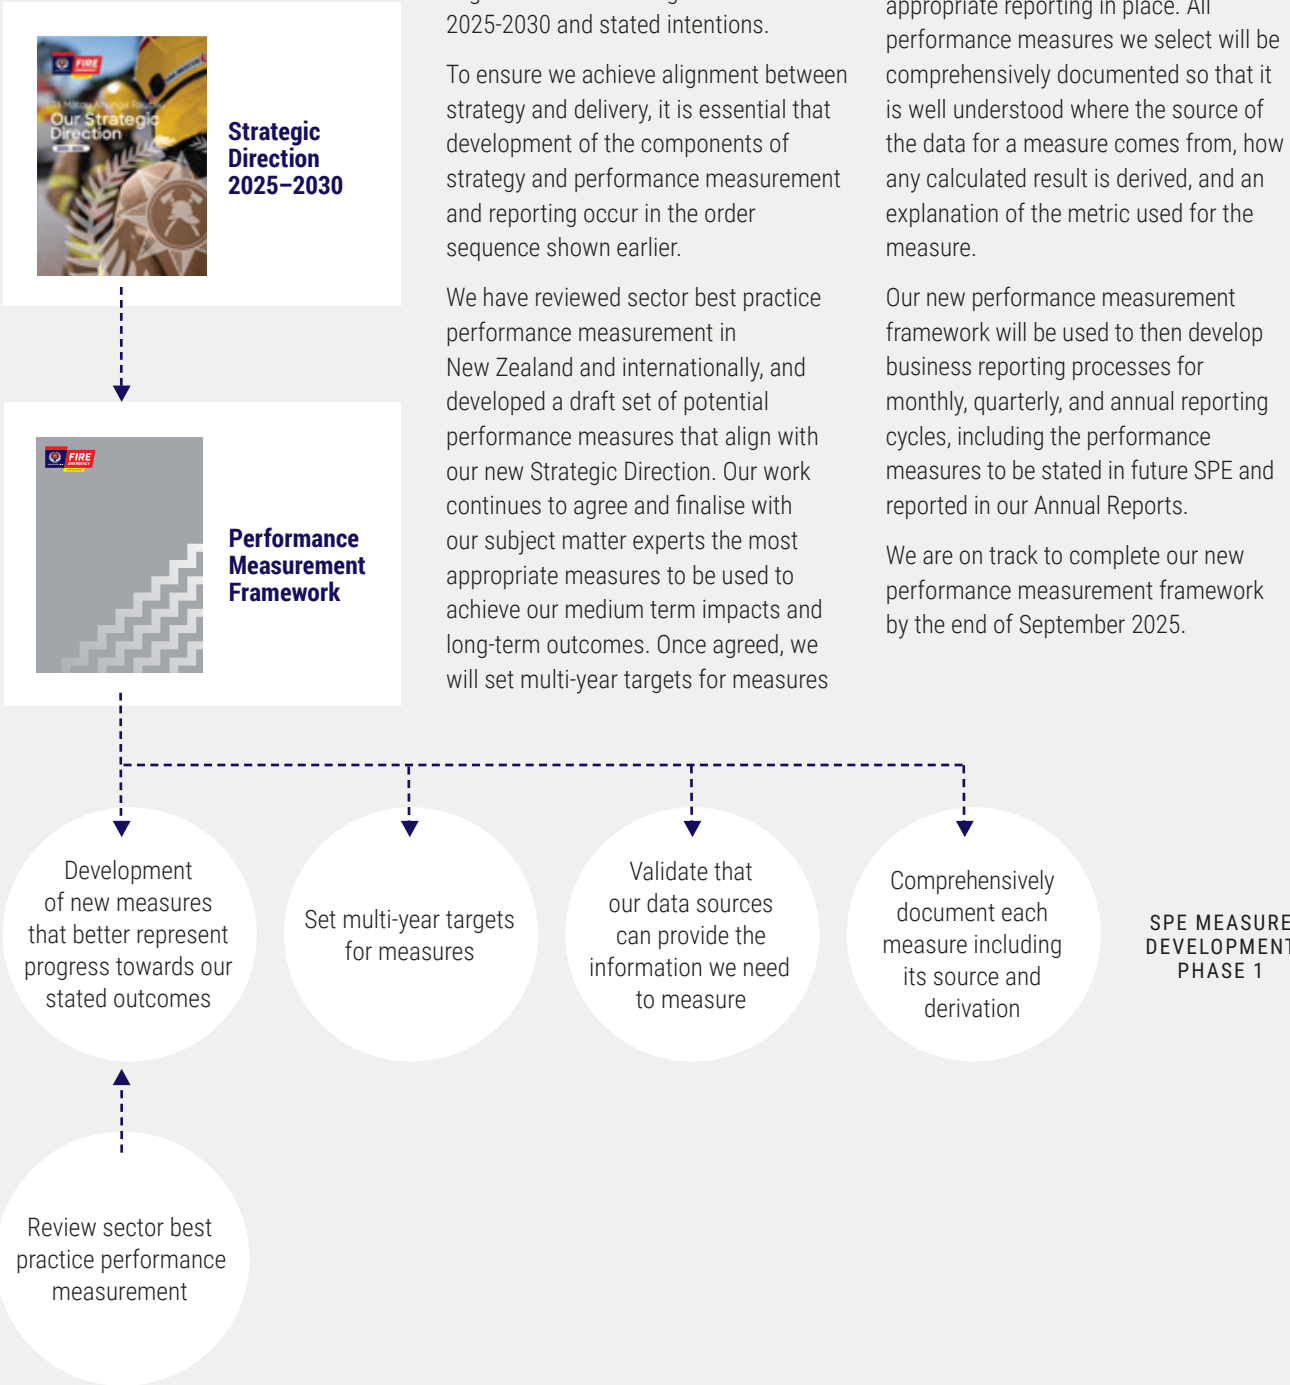 FIRE
Our Strategic
Direction
Strategic
Direction
2025–2030
FIRE
EMERGENCY
Performance
Measurement
Framework
2025-2030 and stated intentions.
To ensure we achieve alignment between
strategy and delivery, it is essential that
development of the components of
strategy and performance measurement
and reporting occur in the order
sequence shown earlier.
We have reviewed sector best practice
performance measurement in
New Zealand and internationally, and
developed a draft set of potential
performance measures that align with
our new Strategic Direction. Our work
continues to agree and finalise with
our subject matter experts the most
appropriate measures to be used to
achieve our medium term impacts and
long-term outcomes. Once agreed, we
will set multi-year targets for measures
appropriate reporting in place. All
performance measures we select will be
comprehensively documented so that it
is well understood where the source of
the data for a measure comes from, how
any calculated result is derived, and an
explanation of the metric used for the
measure.
Our new performance measurement
framework will be used to then develop
business reporting processes for
monthly, quarterly, and annual reporting
cycles, including the performance
measures to be stated in future SPE and
reported in our Annual Reports.
We are on track to complete our new
performance measurement framework
by the end of September 2025.
Development
of new measures
that better represent
progress towards our
stated outcomes
Set multi-year targets
for measures
Validate that
our data sources
can provide the
information we need
to measure
Comprehensively
document each
measure including
its source and
derivation
SPE MEASURE
DEVELOPMENT
PHASE 1
Review sector best
practice performance
measurement